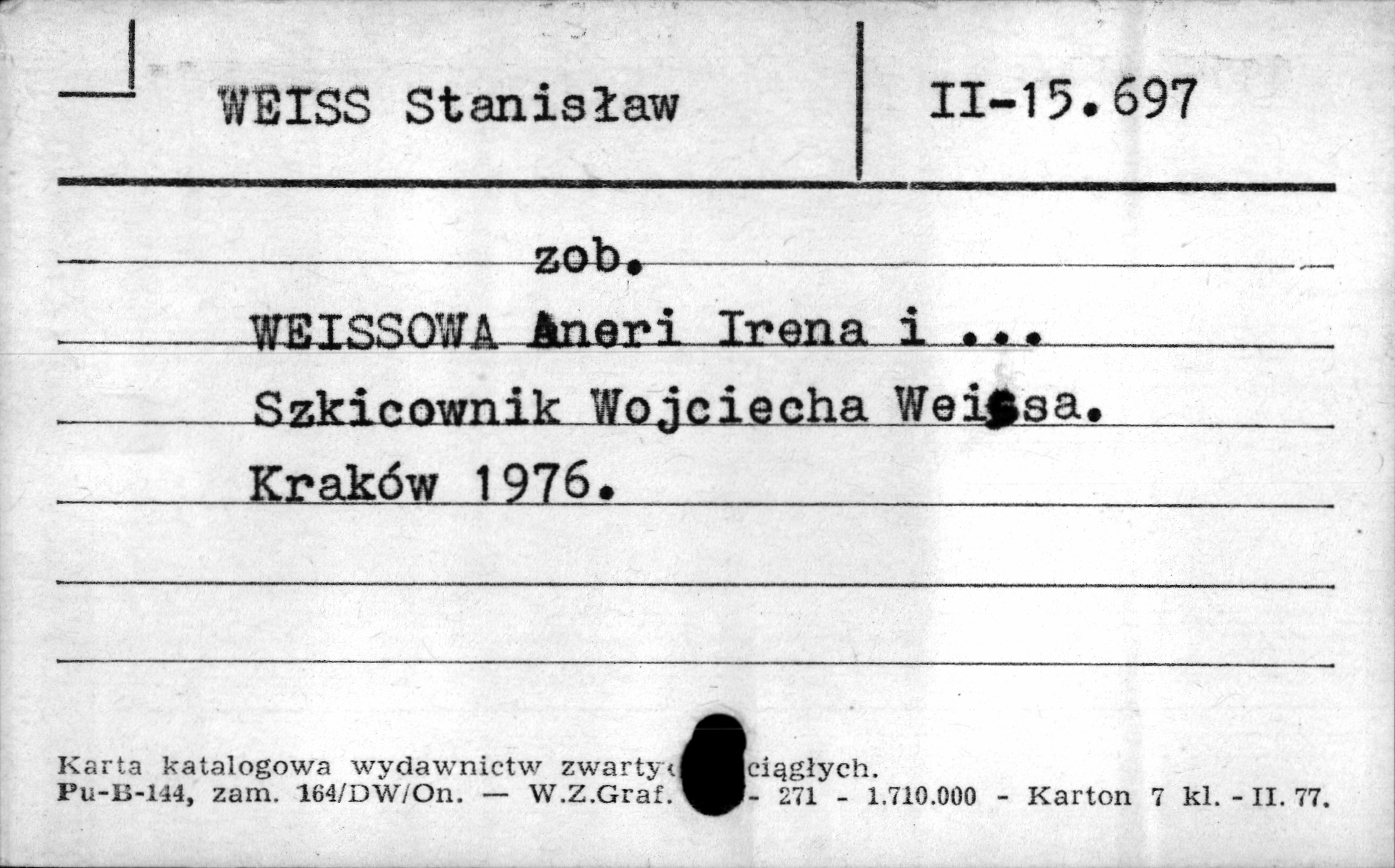 WEISS Stanisław
II-15.697
zob.
WEISSOWA Aneri Irena i ...
Szkicownik Wojciecha Weissa.
Kraków 1976.
Karta katalogowa wydawnictw ciągłych.
Pu-B-144, zam. 164/DW/On. — W.Z.Graf. - 271 - 1.710.000 - Karton 7 kl. - II. 77.